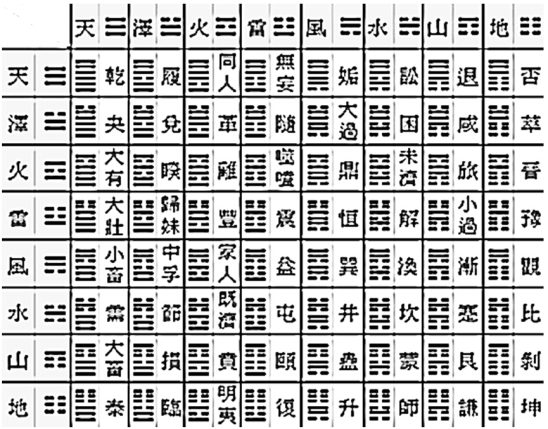 天 澤 火 雷 風 水 山 地
天 乾 履 同人 無妄 姤 訟 退 否
澤 夬 兌 革 隨 大過 困 咸 萃
火 大有 睽 離 噬嗑 鼎 未濟 旅 晉
雷 大壯 歸妹 豐 震 恒 解 小過 豫
風 小畜 中孚 家人 益 巽 渙 漸 觀
水 需 節 既濟 屯 井 坎 蹇 比
山 大畜 損 賁 頤 蠱 蒙 艮 剝
地 泰 臨 明夷 復 升 師 謙 坤